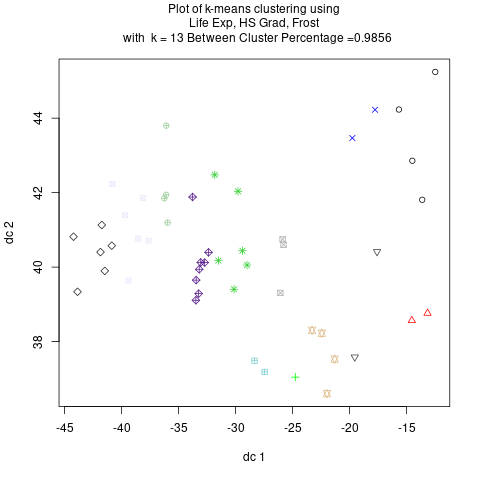 Plot of k-means clustering using
Life Exp, HS Grad, Frost
with  k = 13 Between Cluster Percentage =0.9856
44
42
40
38
dc 2
-45
-40
-35
-30
-25
-20
-15
dc 1